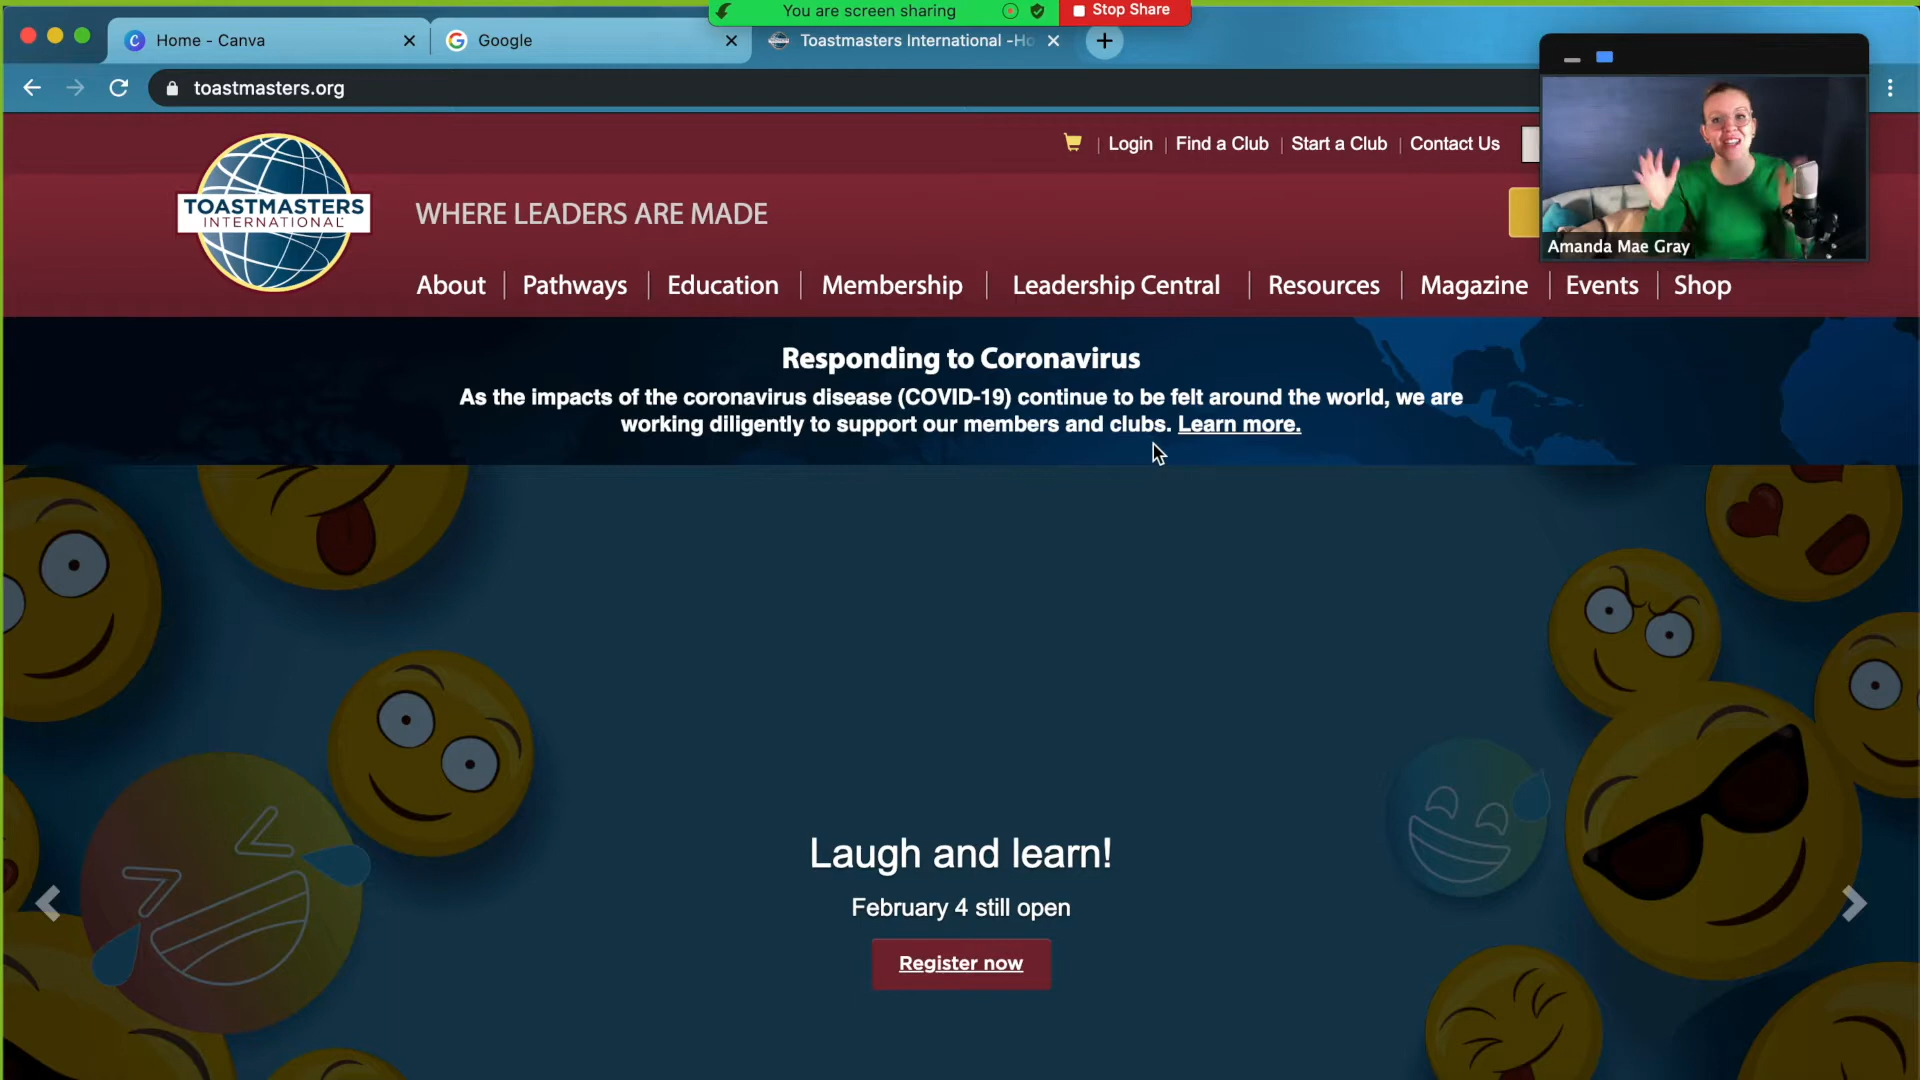 You are screen sharing
Stop Share
Home - Canva
Google
Toastmasters International -Ho
toastmasters.org
Login
Find a Club
Start a Club
Contact Us
TOASTMASTERS
INTERNATIONAL
WHERE LEADERS ARE MADE
Amanda Mae Gray
About
Pathways
Education
Membership
Leadership Central
Resources
Magazine
Events
Shop
Responding to Coronavirus
As the impacts of the coronavirus disease (COVID-19) continue to be felt around the world, we are
working diligently to support our members and clubs. Learn more.
Laugh and learn!
February 4 still open
Register now